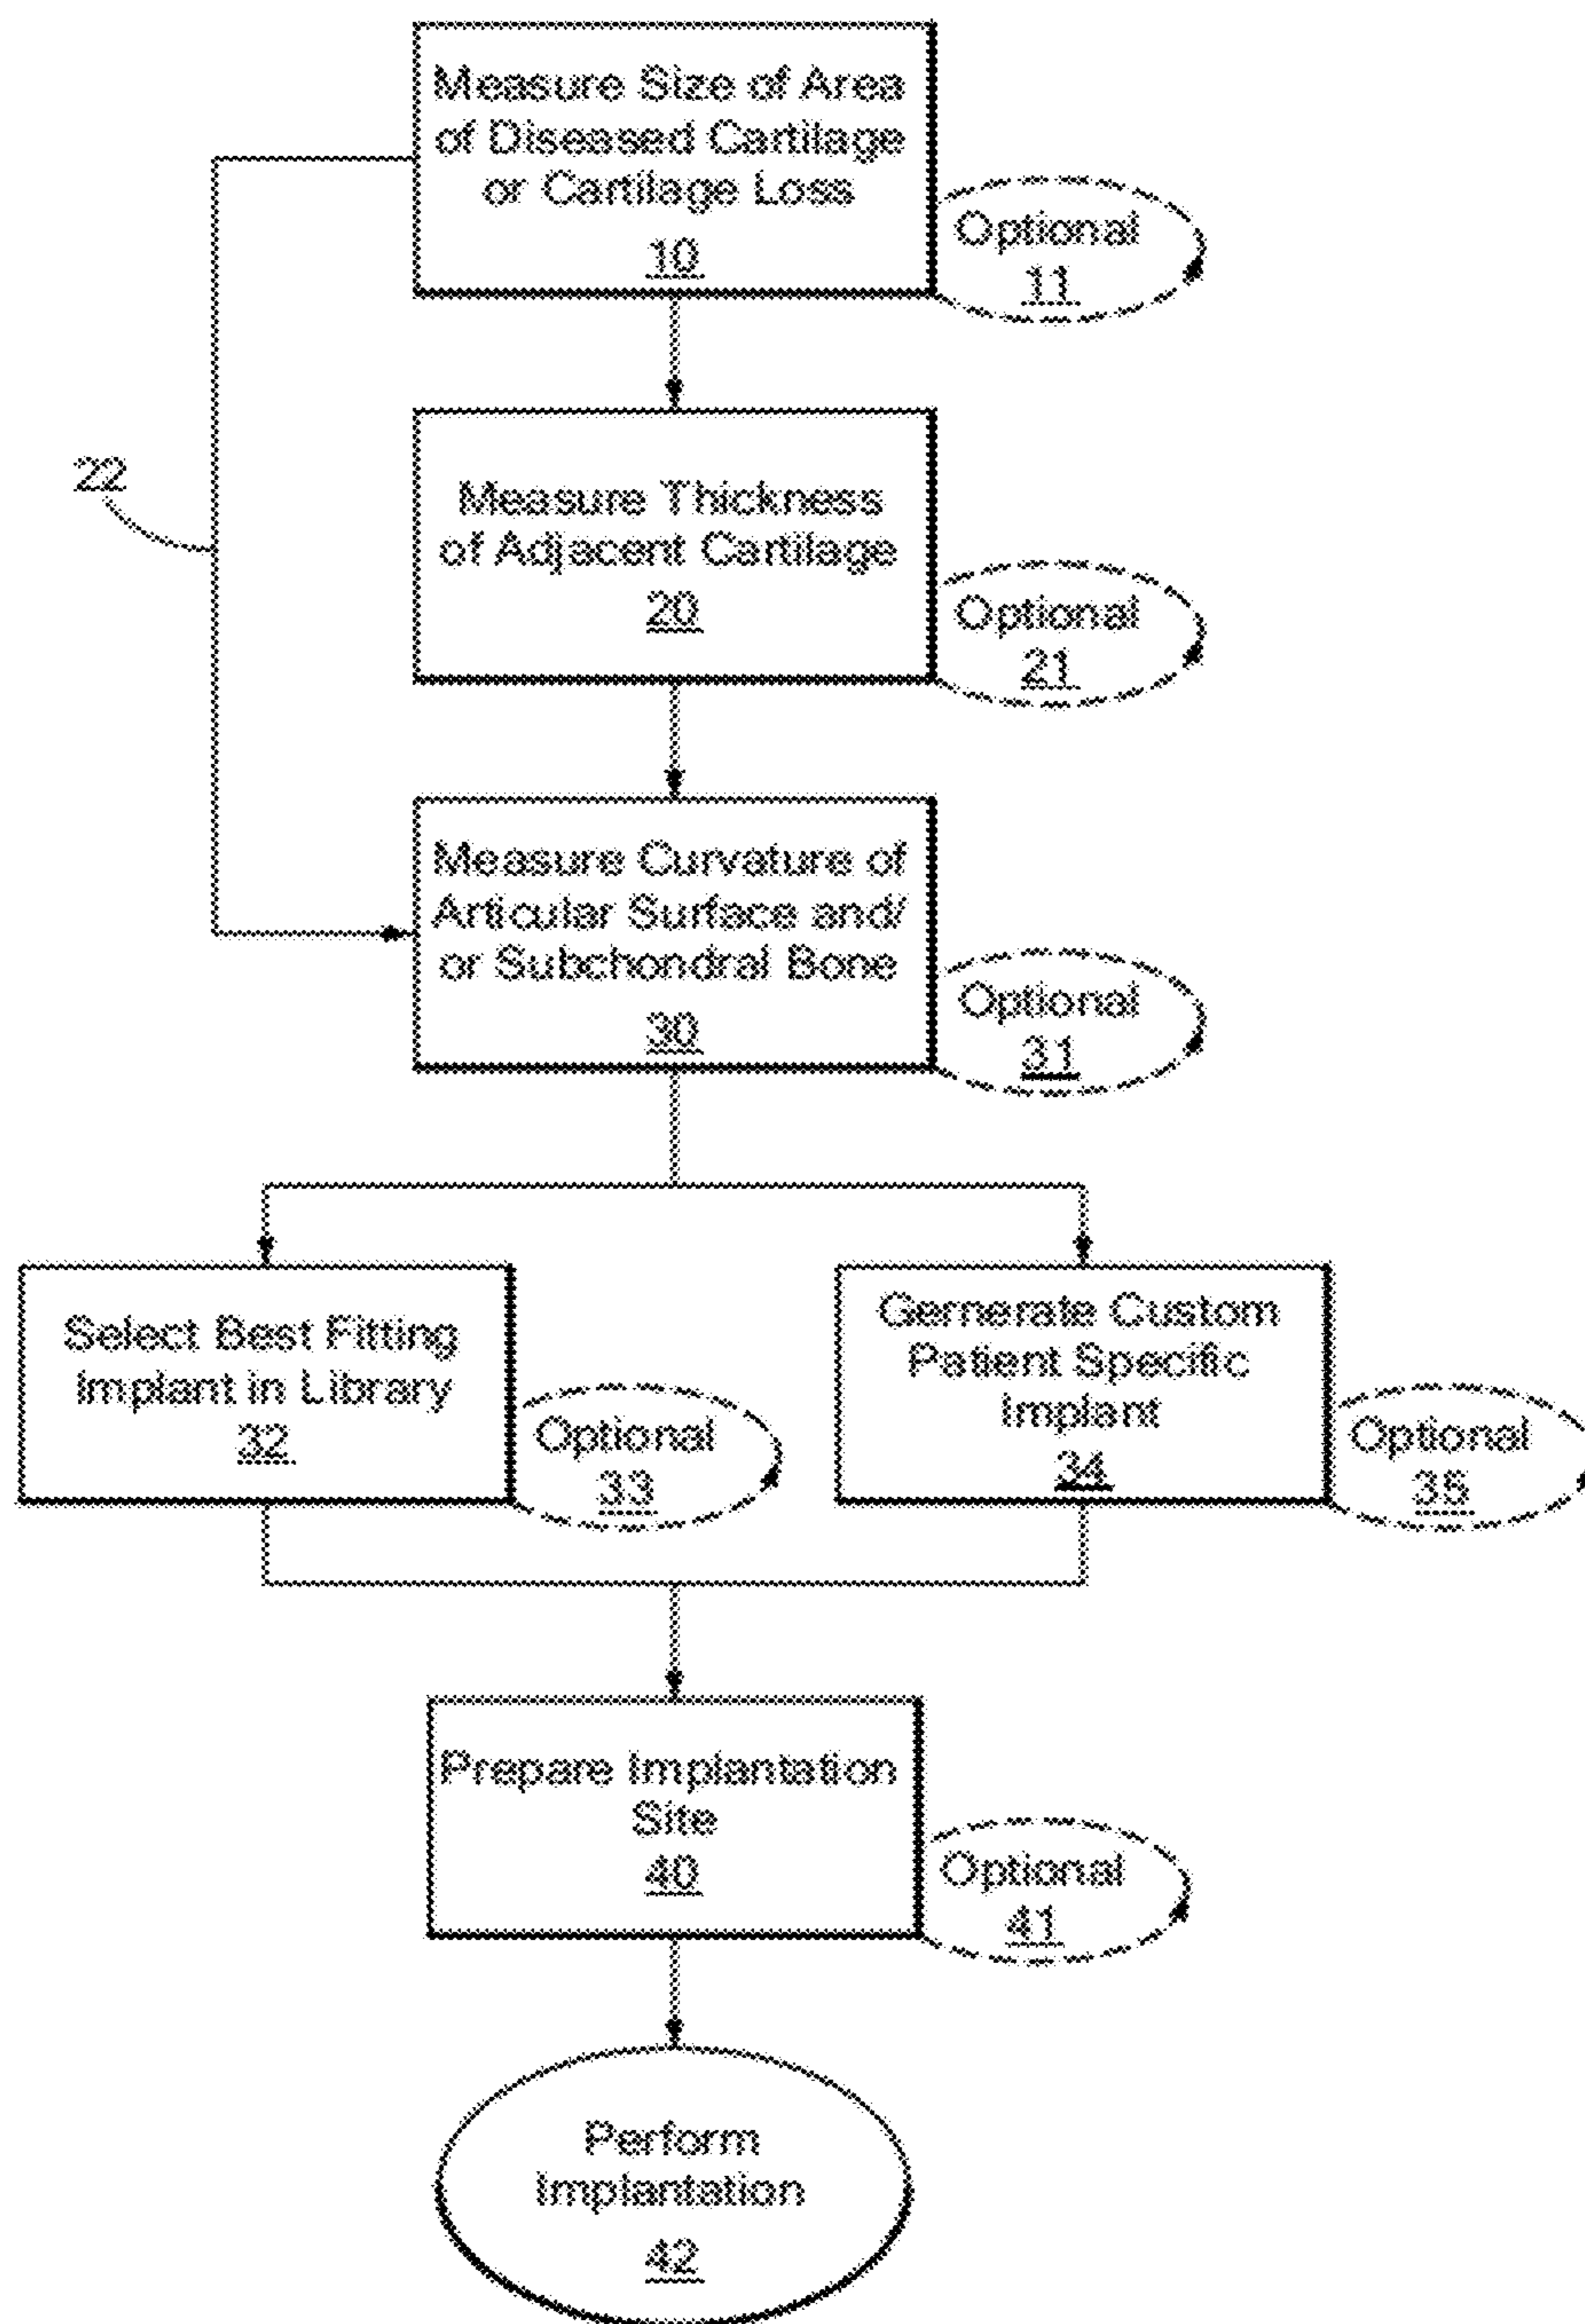 Measure Size of Area
of Diseased Cartilage
or Cartilage Loss
10
Optional
11
22
Measure Thickness
of Adjacent Cartilage
20
Optional
21
Measure Curvature of
Articular Surface and/
or Subchondral Bone
30
Optional
31
Select Best Fitting
Implant in Library
32
Optional
33
Gernerate Custom
Patient Specific
Implant
34
Optional
35
Prepare Implantation
Site
40
Optional
41
Perform
Implantation
42